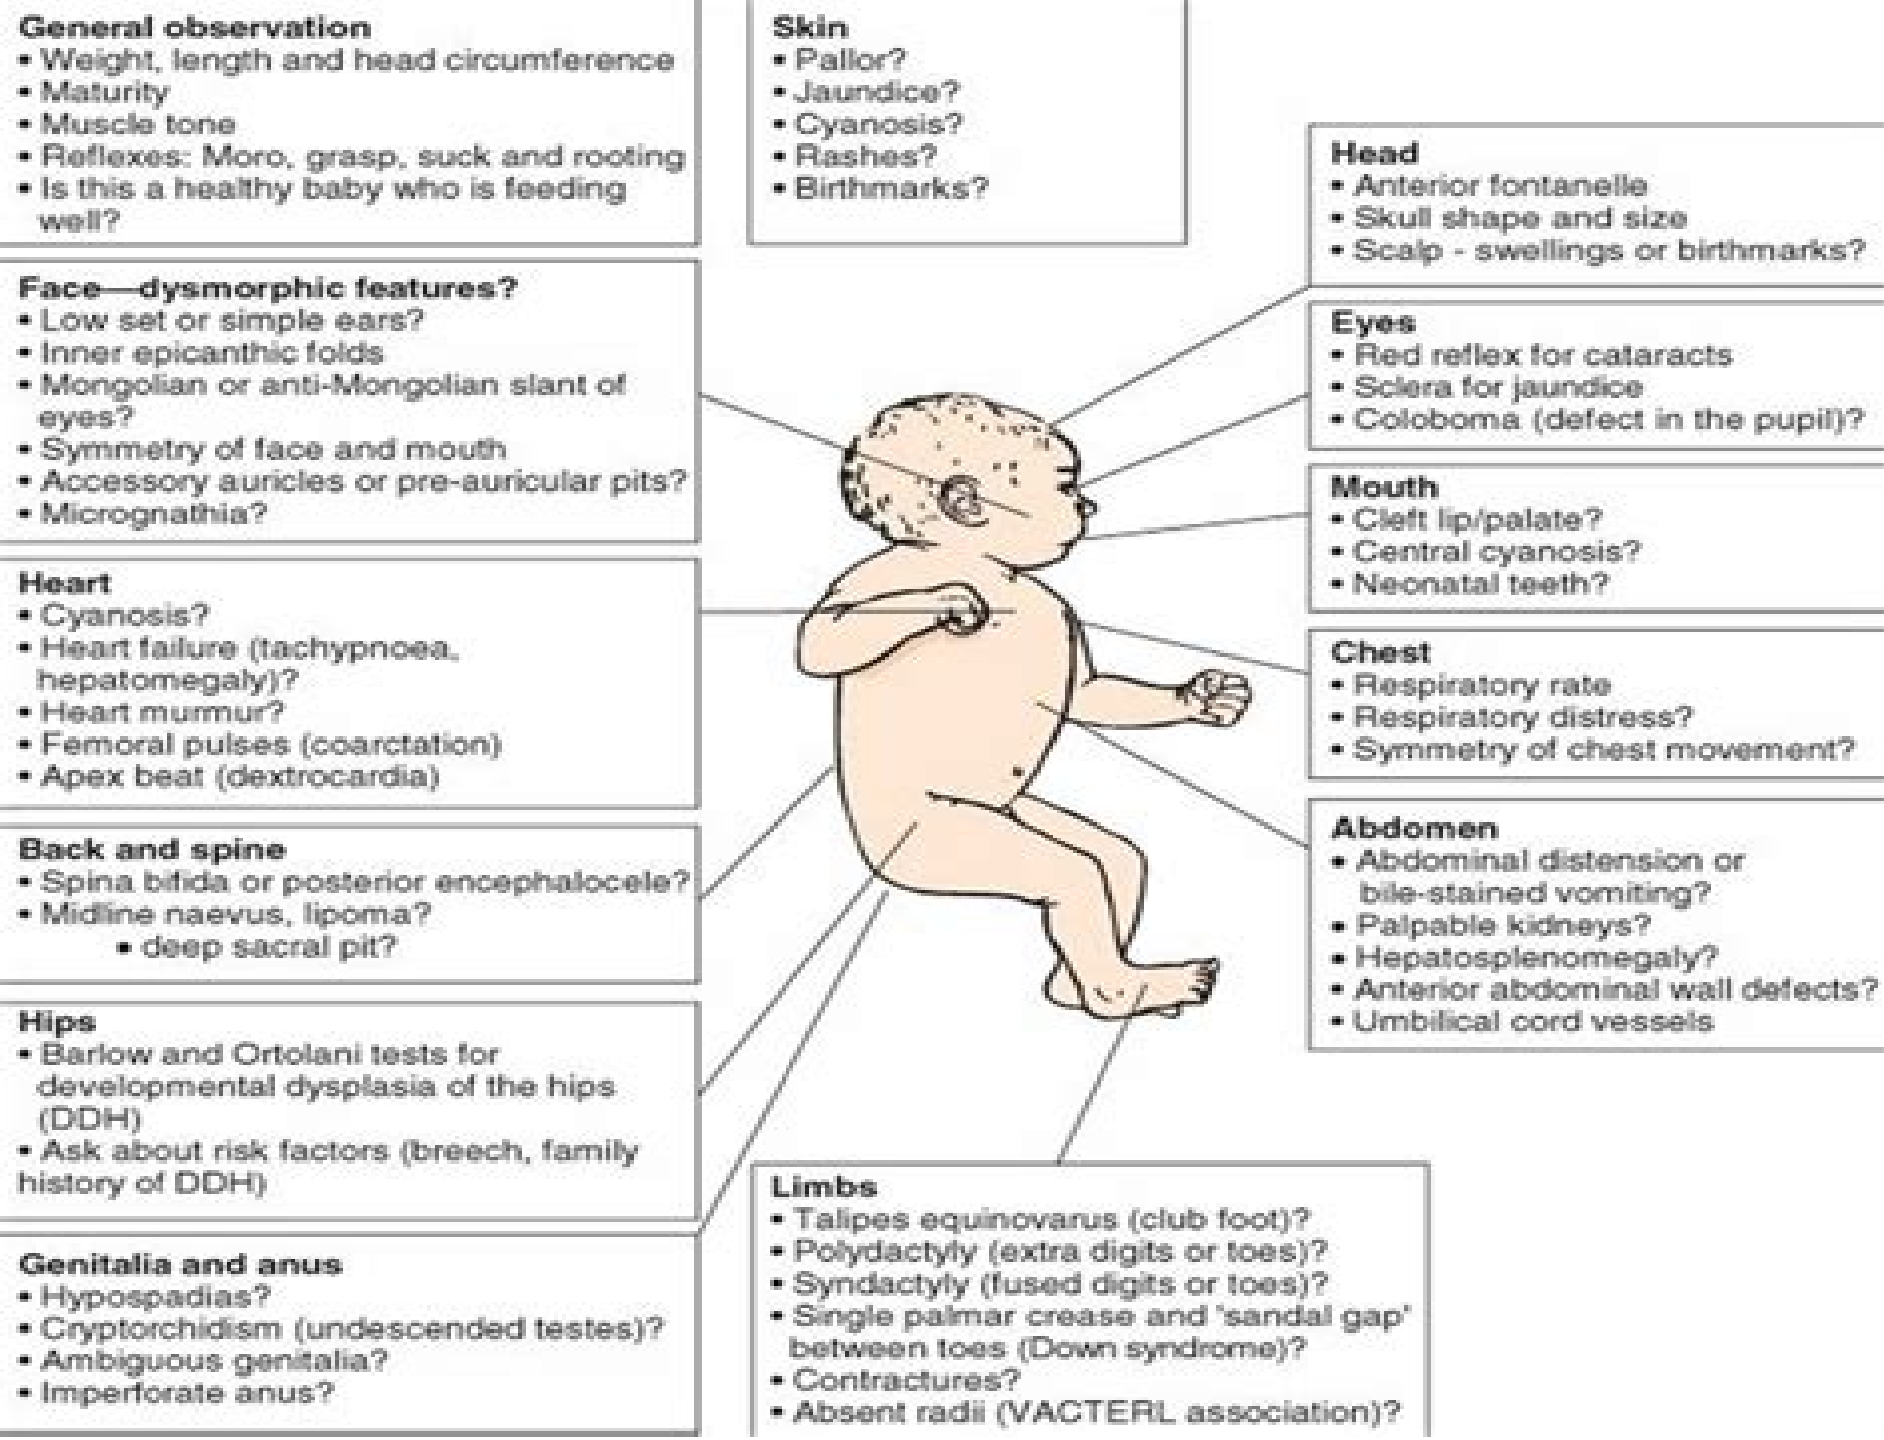 General observation
• Weight, length and head circumference
• Maturity
• Muscle tone
• Reflexes: Moro, grasp, suck and rooting
• Is this a healthy baby who is feeding
well?
Skin
• Pallor?
• Jaundice?
• Cyanosis?
• Rashes?
• Birthmarks?
Head
• Anterior fontanelle
• Skull shape and size
• Scalp - swellings or birthmarks?
Face—dysmorphic features?
• Low set or simple ears?
• Inner epicanthic folds
• Mongolian or anti-Mongolian slant of
eyes?
• Symmetry of face and mouth
• Accessory auricles or pre-auricular pits?
• Micrognathia?
Eyes
• Red reflex for cataracts
• Sclera for jaundice
• Coloboma (defect in the pupil)?
Mouth
• Cleft lip/palate?
• Central cyanosis?
• Neonatal teeth?
Heart
• Cyanosis?
• Heart failure (tachypnoea,
hepatomegaly)?
• Heart murmur?
• Femoral pulses (coarctation)
• Apex beat (dextrocardia)
Chest
• Respiratory rate
• Respiratory distress?
• Symmetry of chest movement?
Back and spine
• Spina bifida or posterior encephalocele?
• Midline naevus, lipoma?
• deep sacral pit?
Abdomen
• Abdominal distension or
bile-stained vomiting?
• Palpable kidneys?
• Hepatosplenomegaly?
• Anterior abdominal wall defects?
• Umbilical cord vessels
Hips
• Barlow and Ortolani tests for
developmental dysplasia of the hips
(DDH)
• Ask about risk factors (breech, family
history of DDH)
Genitalia and anus
• Hypospadias?
• Cryptorchidism (undescended testes)?
• Ambiguous genitalia?
• Imperforate anus?
Limbs
• Talipes equinovarus (club foot)?
• Polydactyly (extra digits or toes)?
• Syndactyly (fused digits or toes)?
• Single palmar crease and 'sandal gap'
between toes (Down syndrome)?
• Contractures?
• Absent radii (VACTERL association)?